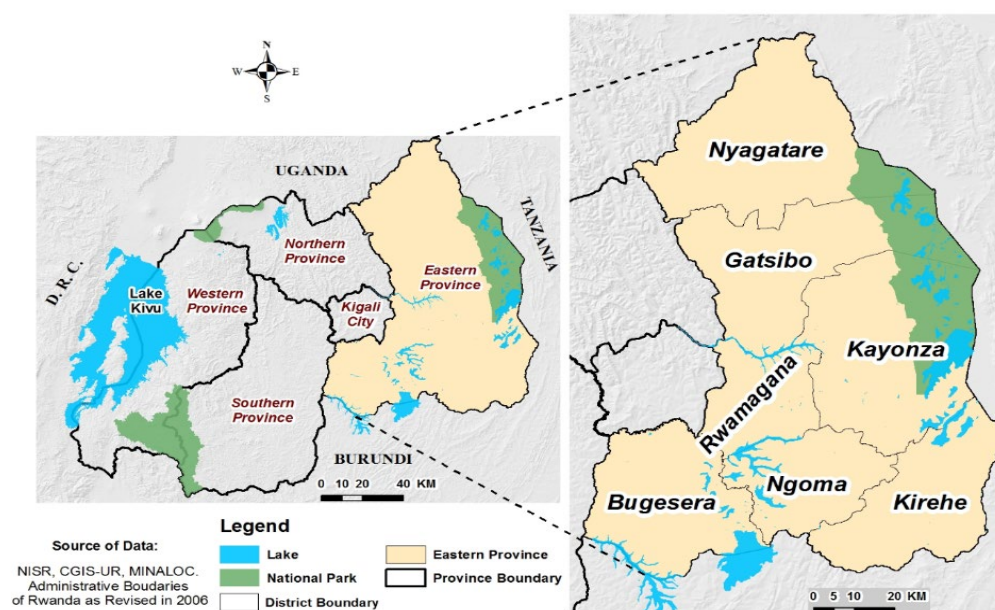 N
W
E
S
UGANDA
TANZANIA
D. R. C.
BURUNDI
Northern
Province
Eastern
Province
Kigali
City
Lake
Kivu
Western
Province
Southern
Province
0 10 20 40 KM
Nyagatare
Gatsibo
Kayonza
Rwamagana
Ngoma
Bugesera
Kirehe
0 5 10 20 KM
Source of Data:
NISR, CGIS-UR, MINALOC.
Administrative Boudaries
of Rwanda as Revised in 2006
Legend
Lake
National Park
District Boundary
Eastern Province
Province Boundary